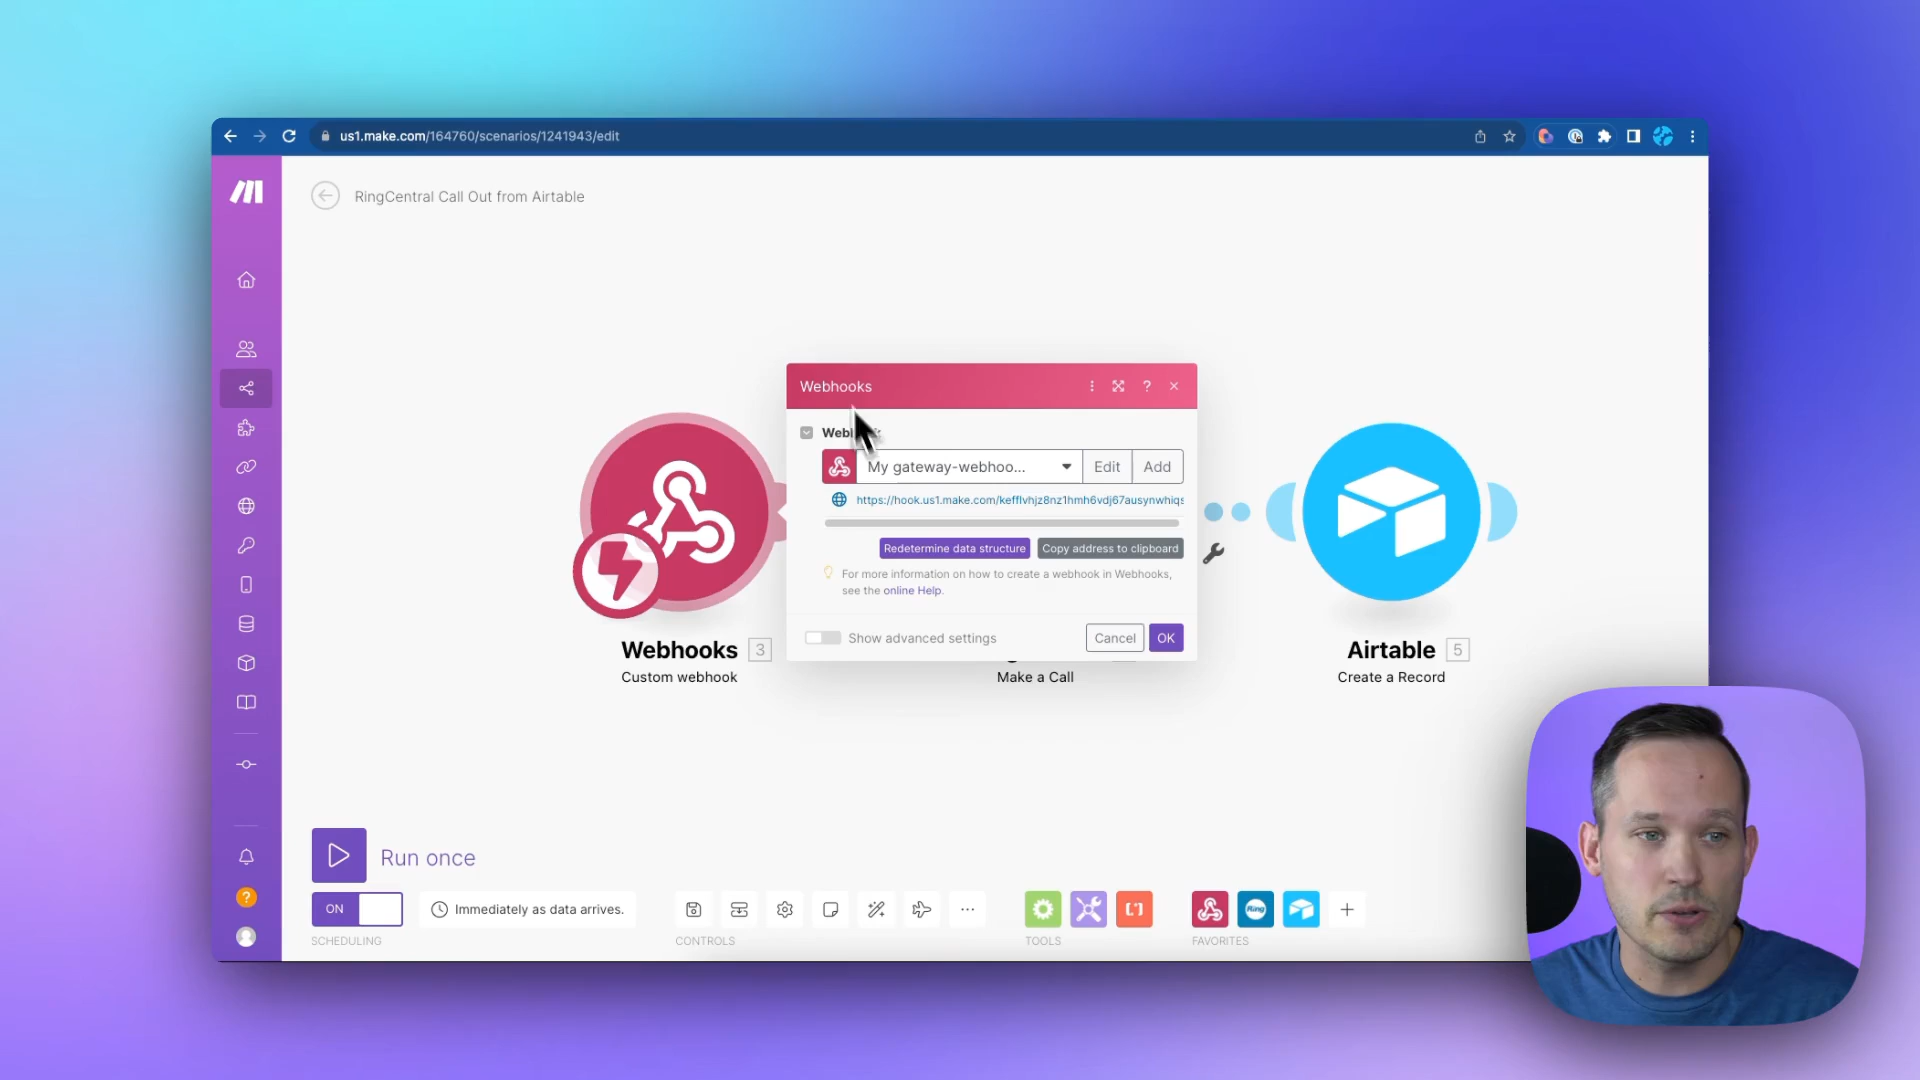 us1.make.com/164760/scenarios/1241943/edit
RingCentral Call Out from Airtable
Webhooks
My gateway-webhoo...
Edit
Add
https://hook.us1.make.com/kefflvhjz8nz1hmh6vdj67ausynwhiqs
Redetermine data structure
Copy address to clipboard
For more information on how to create a webhook in Webhooks,
see the online Help.
Show advanced settings
Cancel
OK
Webhooks 3
Custom webhook
Make a Call
Airtable 5
Create a Record
Run once
ON
Immediately as data arrives.
SCHEDULING
CONTROLS
TOOLS
Ring
FAVORITES